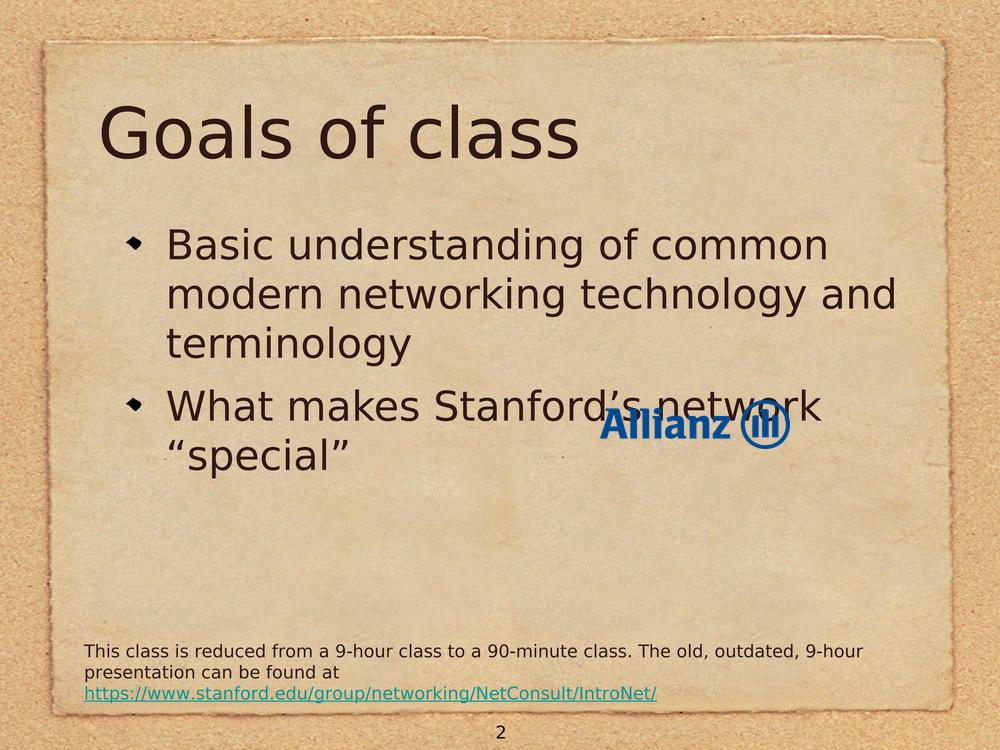 Goals of class
Basic understanding of common
modern networking technology and
terminology
What makes Stanford’s network
“special”
Allianz
This class is reduced from a 9-hour class to a 90-minute class. The old, outdated, 9-hour
presentation can be found at
https://www.stanford.edu/group/networking/NetConsult/IntroNet/
2